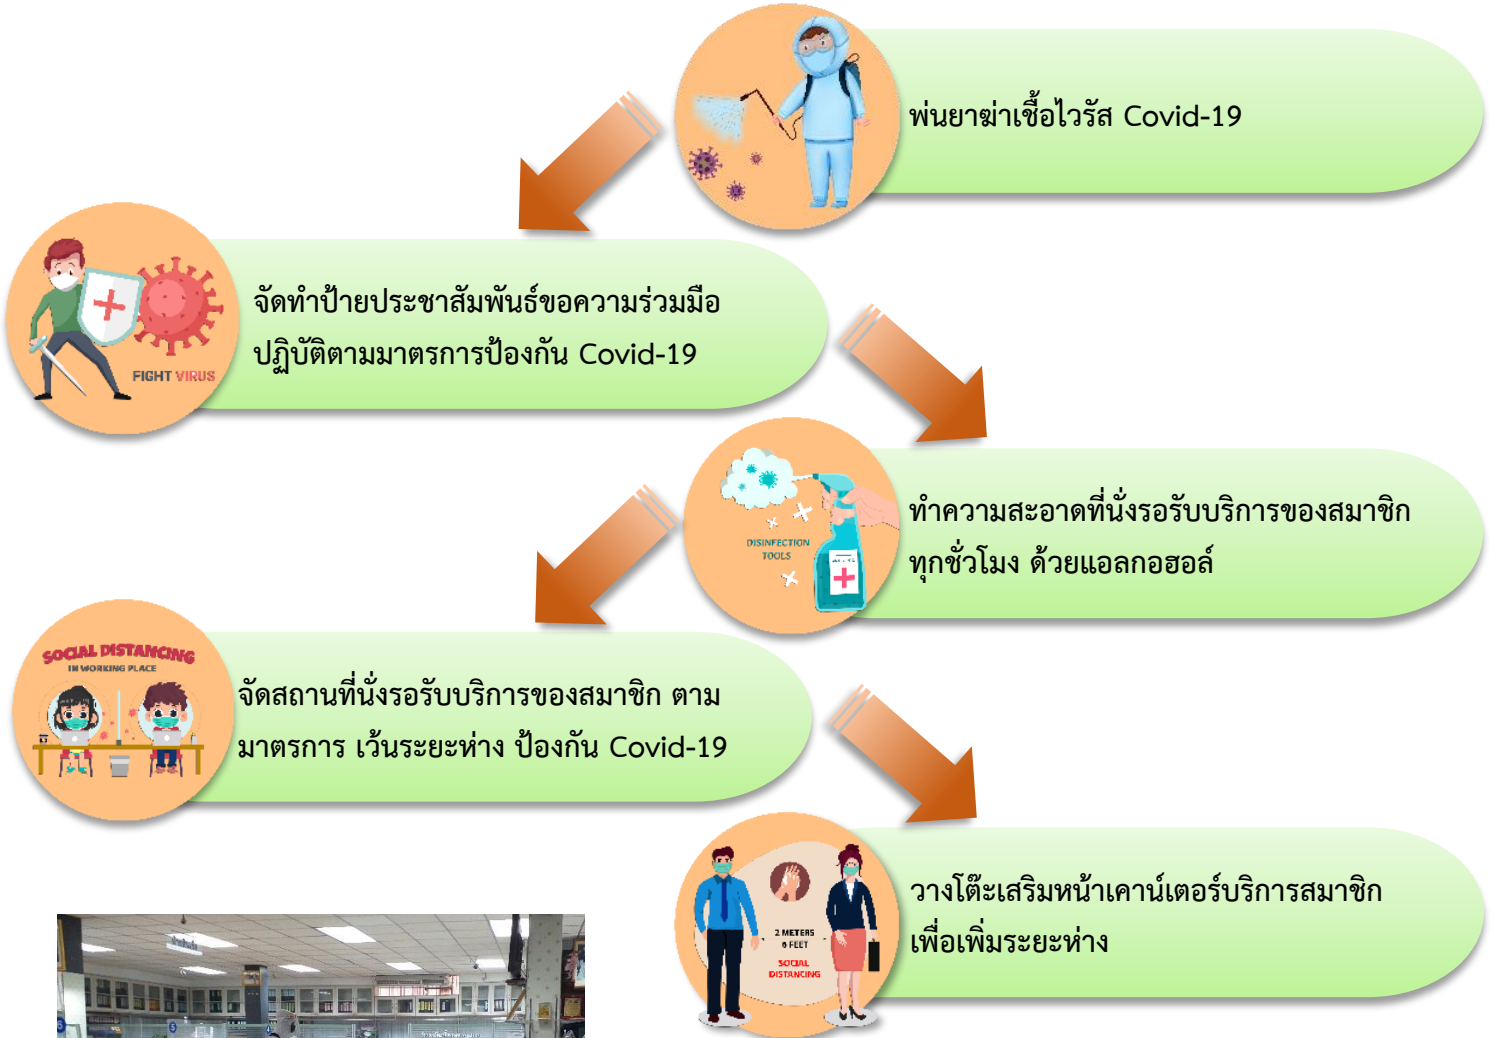 พ่นยาฆ่าเชื้อไวรัส Covid-19
จัดทำป้ายประชาสัมพันธ์ขอความร่วมมือ
ปฏิบัติตามมาตรการป้องกัน Covid-19
FIGHT VIRUS
DISINFECTION
TOOLS
ทำความสะอาดที่นั่งรอรับบริการของสมาชิก
ทุกชั่วโมง ด้วยแอลกอฮอล์
SOCIAL DISTANCING
IN WORKING PLACE
จัดสถานที่นั่งรอรับบริการของสมาชิก ตาม
มาตรการ เว้นระยะห่าง ป้องกัน Covid-19
2 METERS
6 FEET
SOCIAL
DISTANCING
วางโต๊ะเสริมหน้าเคาน์เตอร์บริการสมาชิก
เพื่อเพิ่มระยะห่าง